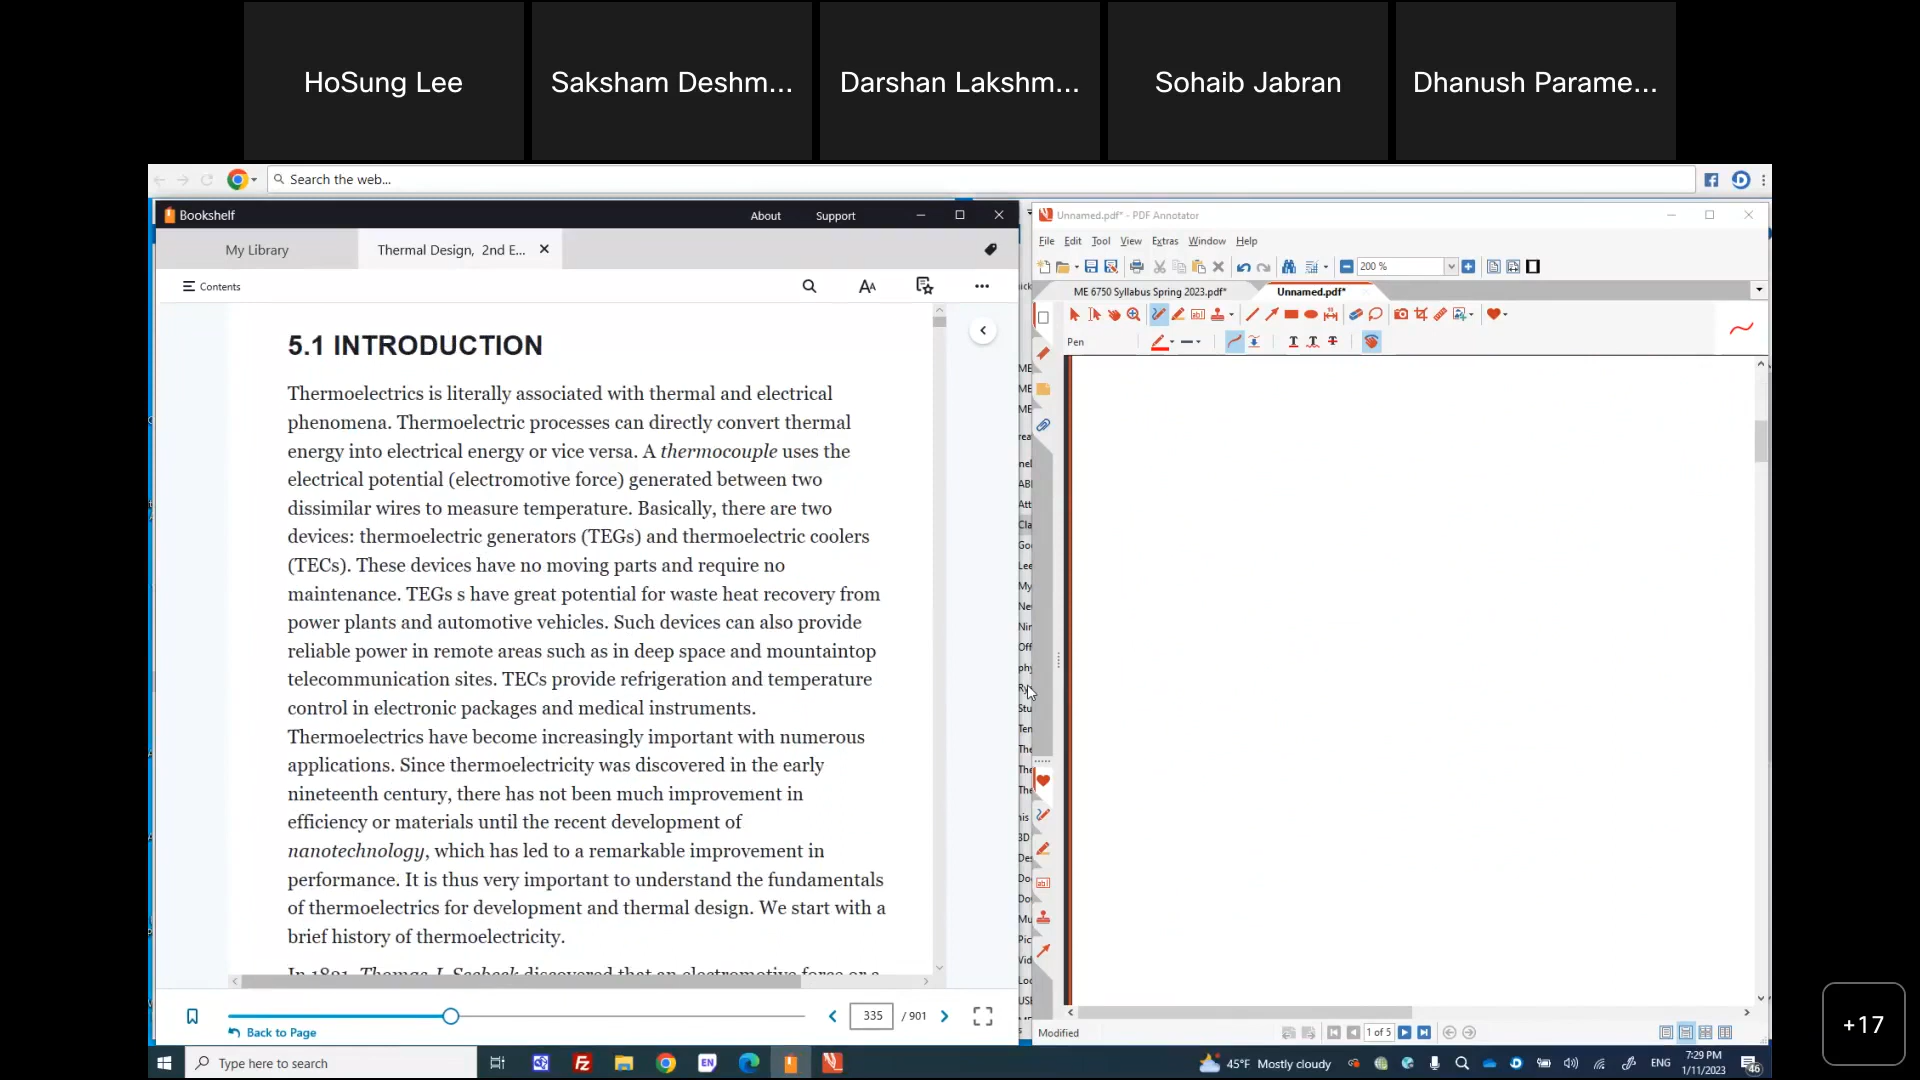 HoSung Lee
Saksham Deshm...
Darshan Lakshm...
Sohaib Jabran
Dhanush Parame...
Search the web...
Bookshelf
About
Support
My Library
Thermal Design, 2nd E...
Contents
5.1 INTRODUCTION
Thermoelectrics is literally associated with thermal and electrical
phenomena. Thermoelectric processes can directly convert thermal
energy into electrical energy or vice versa. A thermocouple uses the
electrical potential (electromotive force) generated between two
dissimilar wires to measure temperature. Basically, there are two
devices: thermoelectric generators (TEGs) and thermoelectric coolers
(TECs). These devices have no moving parts and require no
maintenance. TEGs s have great potential for waste heat recovery from
power plants and automotive vehicles. Such devices can also provide
reliable power in remote areas such as in deep space and mountaintop
telecommunication sites. TECs provide refrigeration and temperature
control in electronic packages and medical instruments.
Thermoelectrics have become increasingly important with numerous
applications. Since thermoelectricity was discovered in the early
nineteenth century, there has not been much improvement in
efficiency or materials until the recent development of
nanotechnology, which has led to a remarkable improvement in
performance. It is thus very important to understand the fundamentals
of thermoelectrics for development and thermal design. We start with a
brief history of thermoelectricity.
In 1821, Thomas J. Seebeck discovered that an electromotive force or a
335 / 901
Back to Page
Unnamed.pdf* - PDF Annotator
File Edit Tool View Extras Window Help
200 %
ME 6750 Syllabus Spring 2023.pdf*
Unnamed.pdf*
Pen
Modified
1 of 5
Type here to search
45°F Mostly cloudy
ENG
7:29 PM
1/11/2023
46
+17